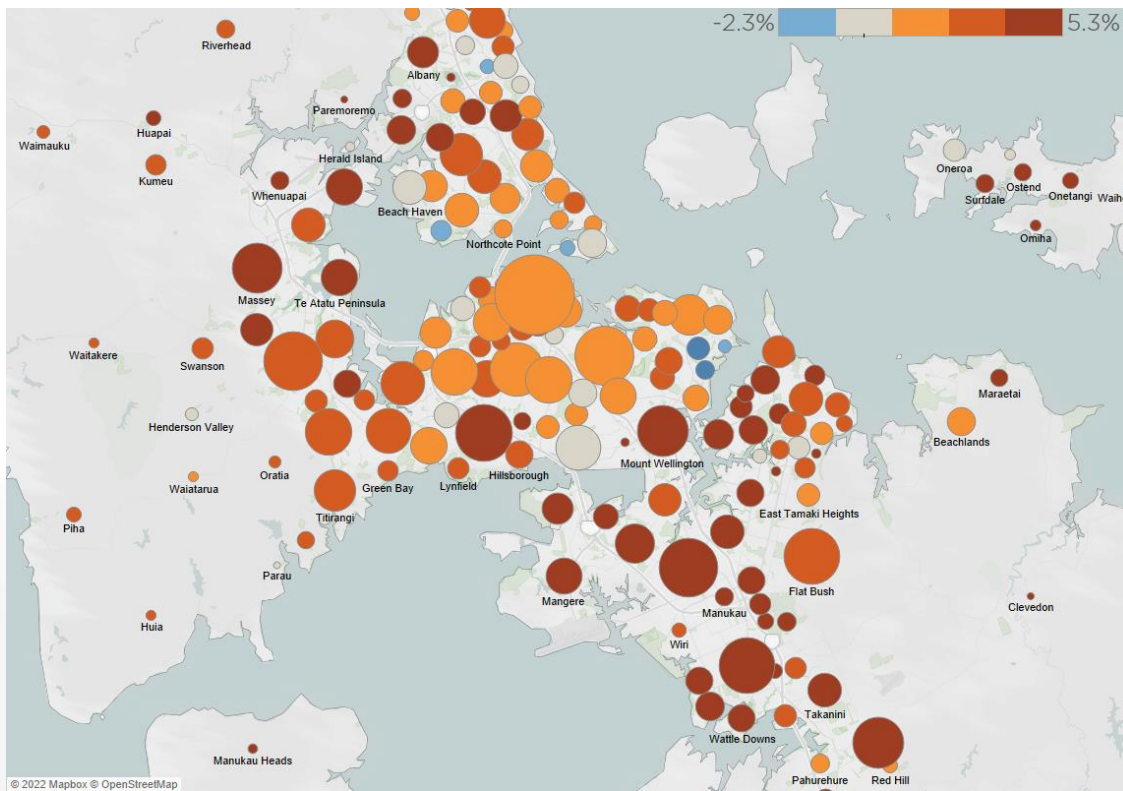 -2.3%
5.3%
Riverhead
Albany
Paremoremo
Huapai
Waimauku
Herald Island
Oneroa
Kumeu
Ostend
Whenuapai
Surfdale
Onetangi
Waihe
Beach Haven
Omiha
Northcote Point
Massey
Te Atatu Peninsula
Waitakere
Swanson
Maraetai
Henderson Valley
Beachlands
Mount Wellington
Hillsborough
Oratia
Lynfield
Waiatarua
Green Bay
Titirangi
East Tamaki Heights
Piha
Parau
Flat Bush
Mangere
Manukau
Clevedon
Huia
Wiri
Takanini
Wattle Downs
Manukau Heads
Pahurehure
Red Hill
© 2022 Mapbox © OpenStreetMap